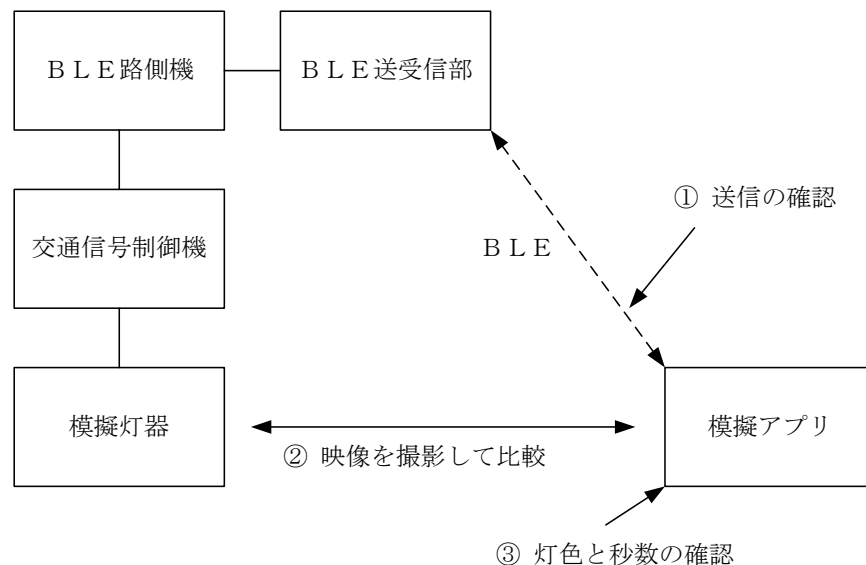 ＢＬＥ路側機
ＢＬＥ送受信部
① 送信の確認
交通信号制御機
ＢＬＥ
模擬灯器
模擬アプリ
② 映像を撮影して比較
③ 灯色と秒数の確認